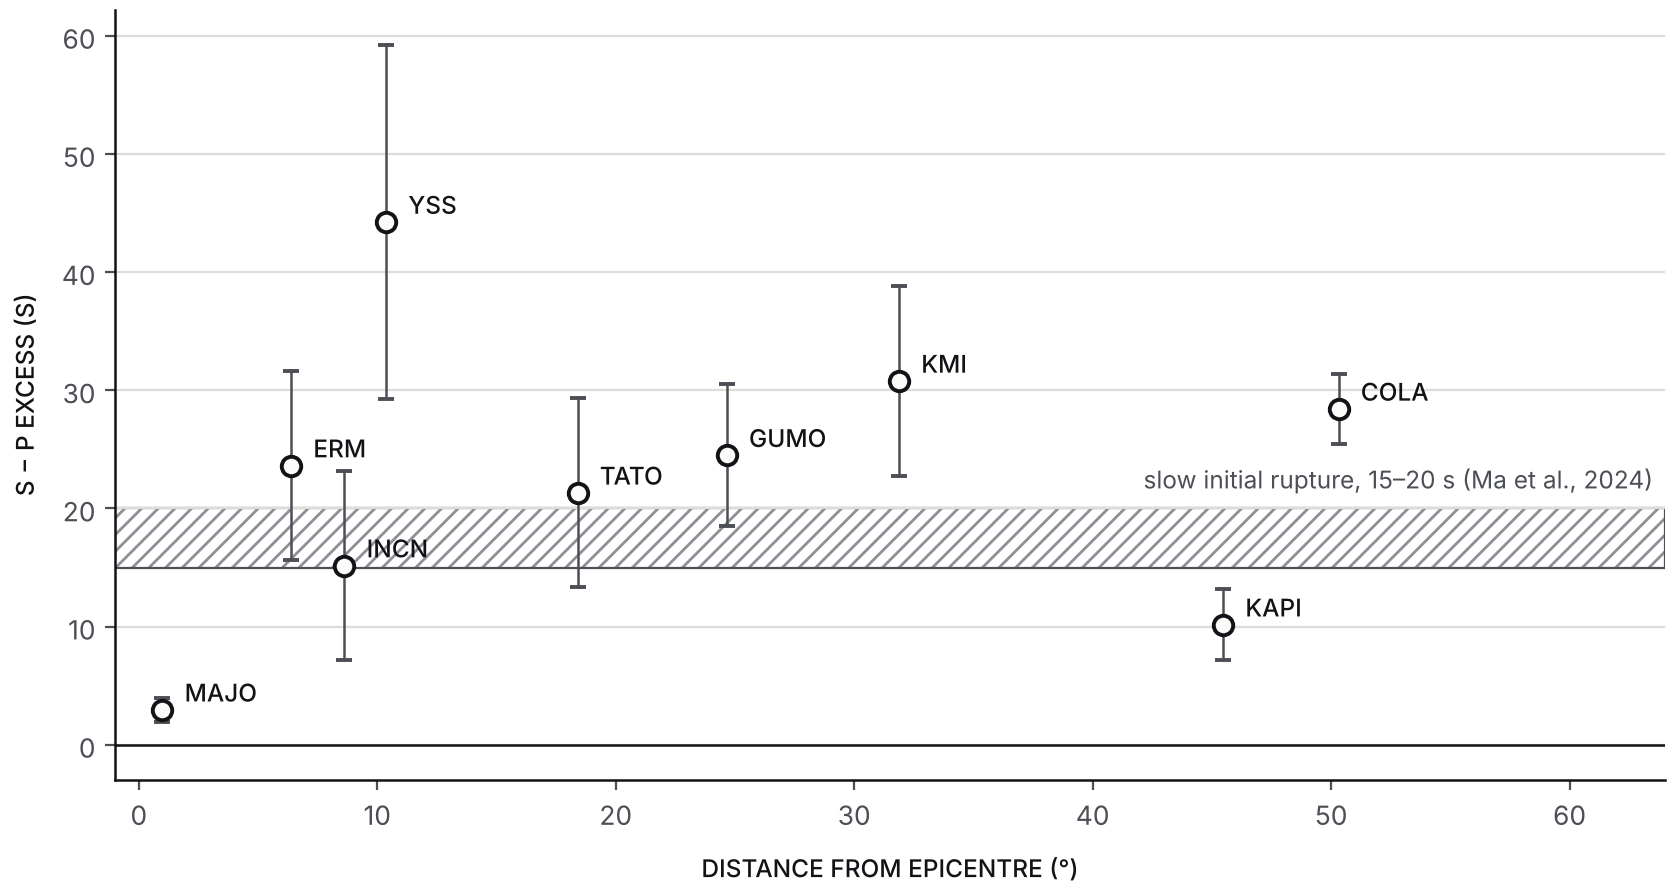 60
50
40
30
20
10
0
S – P EXCESS (S)
YSS
KMI
COLA
ERM
GUMO
TATO
slow initial rupture, 15–20 s (Ma et al., 2024)
INCN
KAPI
MAJO
0
10
20
30
40
50
60
DISTANCE FROM EPICENTRE (°)